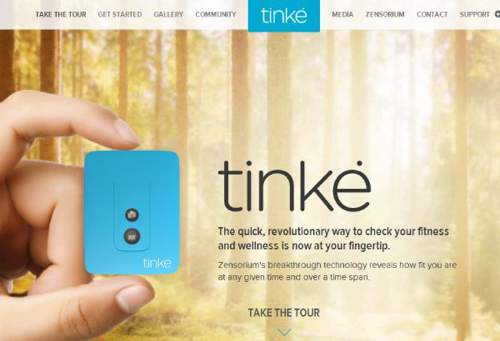 TAKE THE TOUR GET STARTED GALLERY COMMUNITY tinkė MEDIA ZENSORIUM CONTACT SUPPORT
tinkė
The quick, revolutionary way to check your fitness
and wellness is now at your fingertip.
Zensorium's breakthrough technology reveals how fit you are
at any given time and over a time span.
tinkė
TAKE THE TOUR